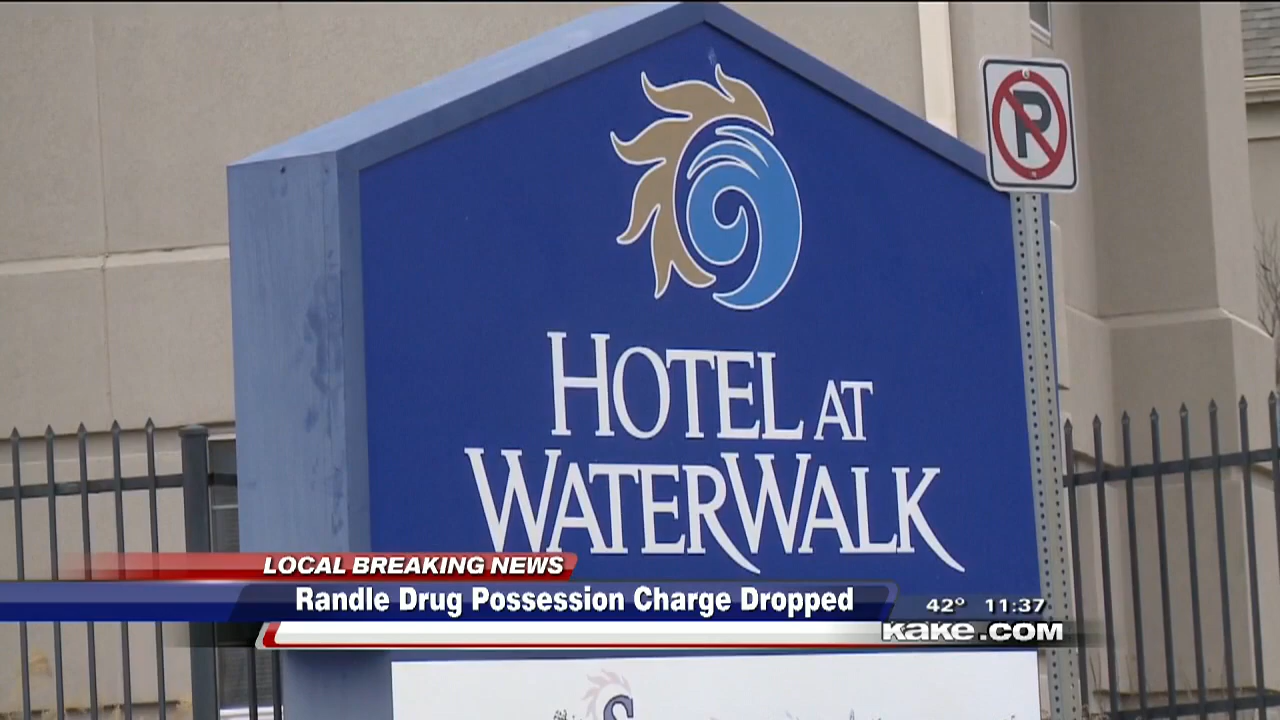 P
HOTEL AT
WATERWALK
LOCAL BREAKING NEWS
Randle Drug Possession Charge Dropped
42° 11:37
KAKE.COM
S